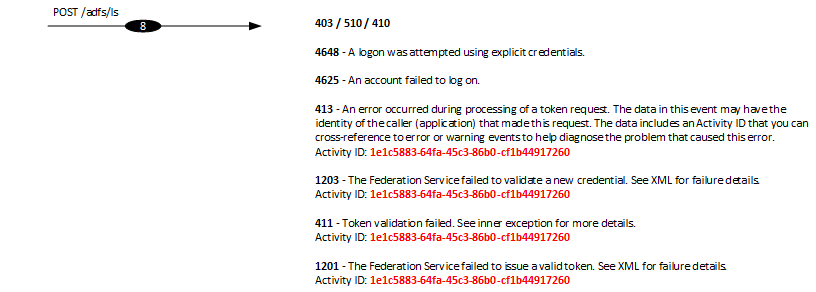 POST /adfs/ls
8
403 / 510 / 410
4648 - A logon was attempted using explicit credentials.
4625 - An account failed to log on.
413 - An error occurred during processing of a token request. The data in this event may have the
identity of the caller (application) that made this request. The data includes an Activity ID that you can
cross-reference to error or warning events to help diagnose the problem that caused this error.
Activity ID: 1e1c5883-64fa-45c3-86b0-cf1b44917260
1203 - The Federation Service failed to validate a new credential. See XML for failure details.
Activity ID: 1e1c5883-64fa-45c3-86b0-cf1b44917260
411 - Token validation failed. See inner exception for more details.
Activity ID: 1e1c5883-64fa-45c3-86b0-cf1b44917260
1201 - The Federation Service failed to issue a valid token. See XML for failure details.
Activity ID: 1e1c5883-64fa-45c3-86b0-cf1b44917260